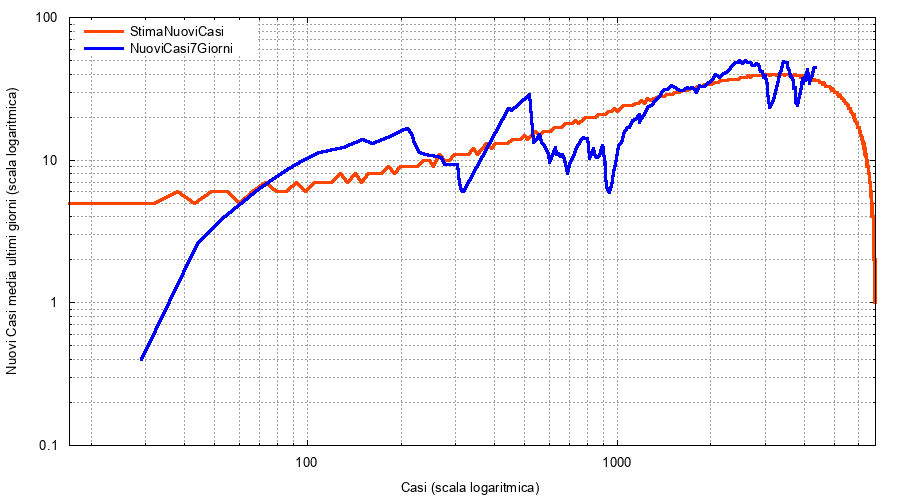 100
StimaNuoviCasi
NuoviCasi7Giorni
10
1
0.1
Nuovi Casi media ultimi giorni (scala logaritmica)
100
1000
Casi (scala logaritmica)